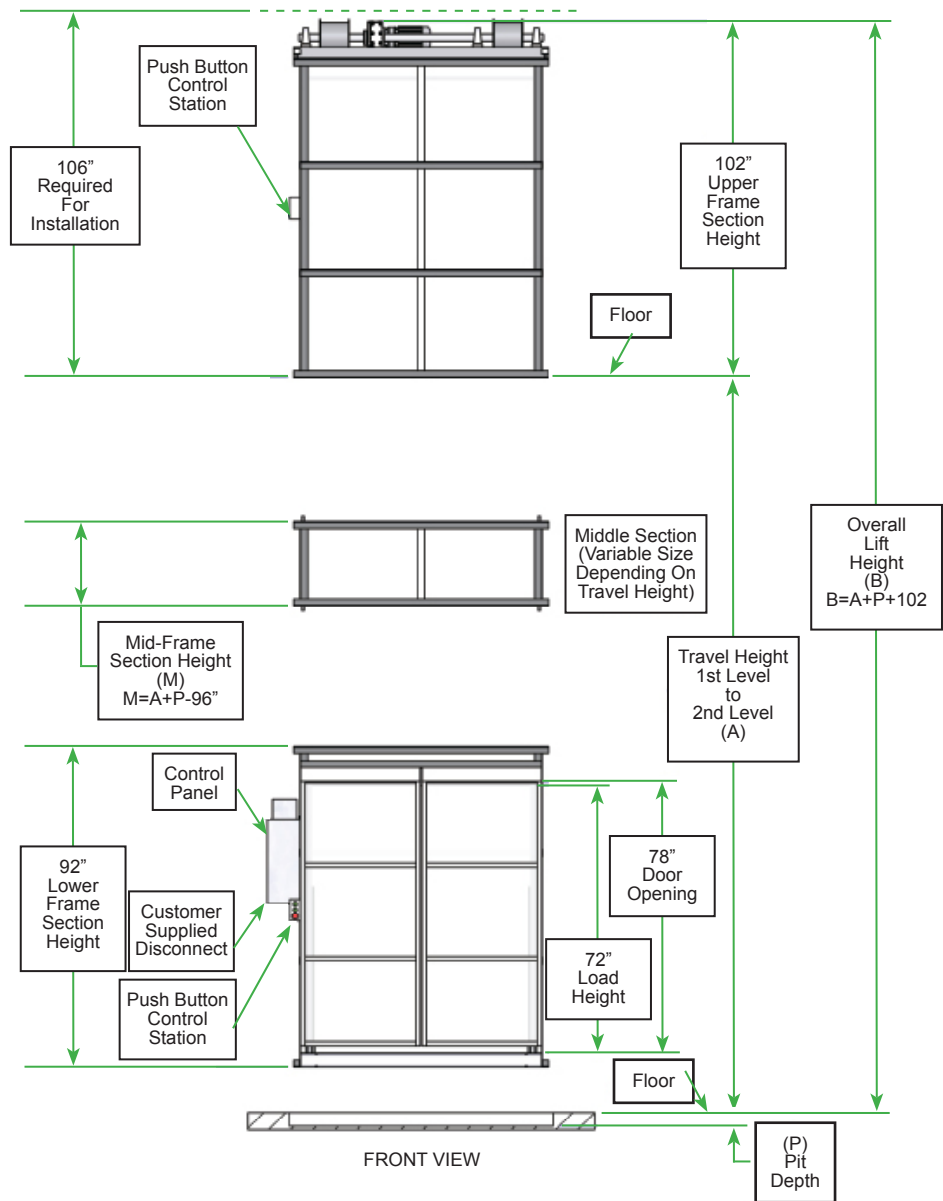 Push Button
Control
Station
106”
Required
For
Installation
102”
Upper
Frame
Section
Height
Floor
Middle Section
(Variable Size
Depending On
Travel Height)
Overall
Lift
Height
(B)
B=A+P+102
Mid-Frame
Section Height
(M)
M=A+P-96”
Travel Height
1st Level
to
2nd Level
(A)
Control
Panel
92”
Lower
Frame
Section
Height
Customer
Supplied
Disconnect
78”
Door
Opening
72”
Load
Height
Push Button
Control
Station
Floor
FRONT VIEW
(P)
Pit
Depth